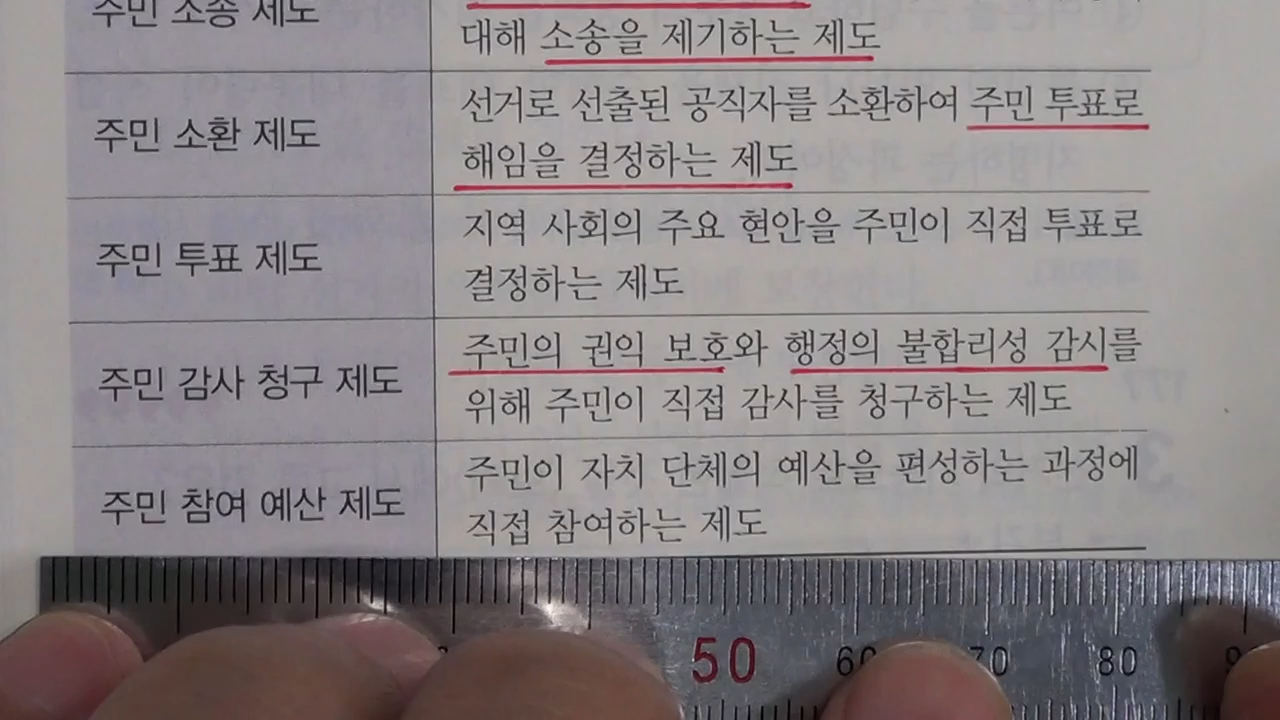 주민 소송 제도
대해 소송을 제기하는 제도
주민 소환 제도
선거로 선출된 공직자를 소환하여 주민 투표로
해임을 결정하는 제도
주민 투표 제도
지역 사회의 주요 현안을 주민이 직접 투표로
결정하는 제도
주민 감사 청구 제도
주민의 권익 보호와 행정의 불합리성 감시를
위해 주민이 직접 감사를 청구하는 제도
주민 참여 예산 제도
주민이 자치 단체의 예산을 편성하는 과정에
직접 참여하는 제도
50 60 70 80